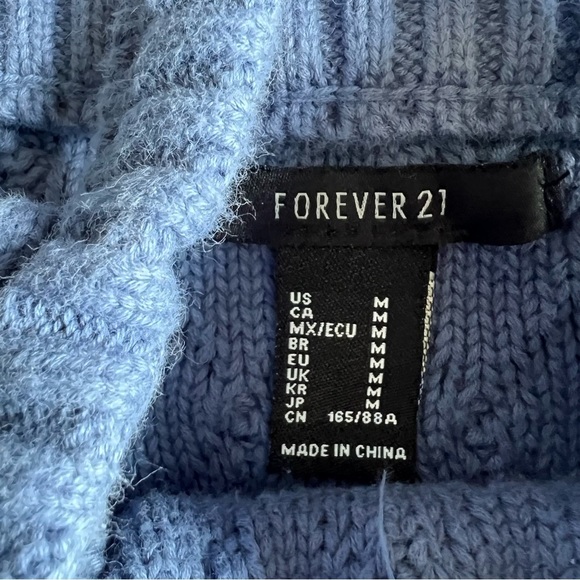 FOREVER 21
US M
CA M
MX/ECU M
BR M
EU M
UK M
KR M
JP M
CN 165/88A
MADE IN CHINA